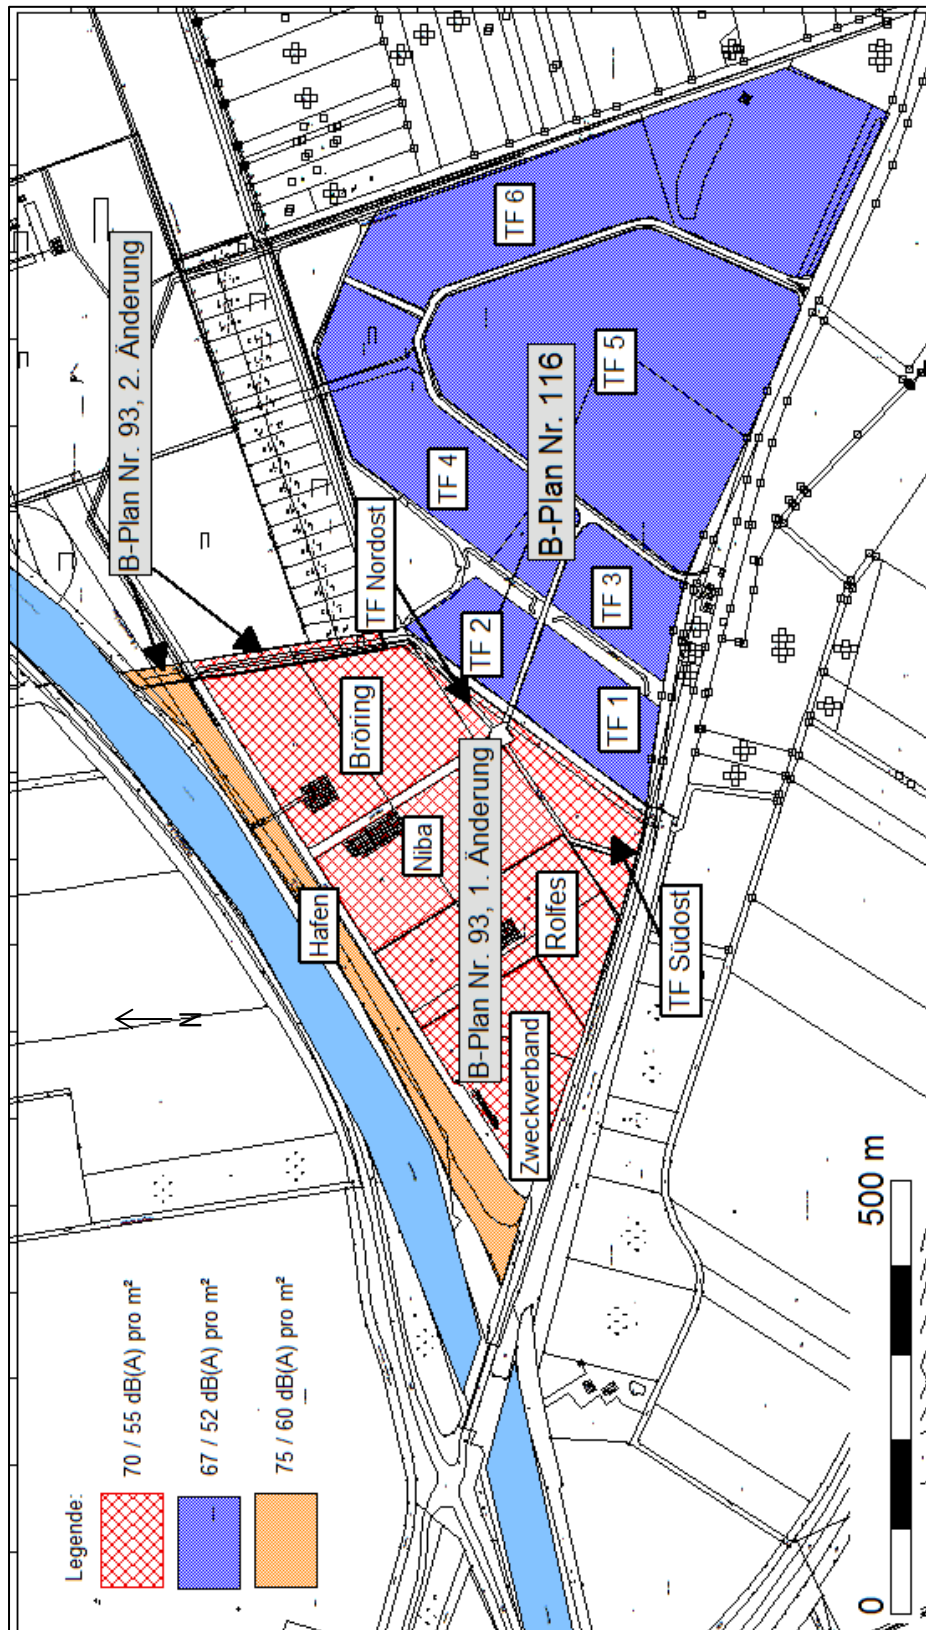 Legende:
70 / 55 dB(A) pro m²
67 / 52 dB(A) pro m²
75 / 60 dB(A) pro m²
N
Hafen
B-Plan Nr. 93, 2. Änderung
Bröring
Niba
TF Nordost
B-Plan Nr. 93, 1. Änderung
Rolfes
Zweckverband
TF Südost
TF 1
TF 2
TF 3
TF 4
B-Plan Nr. 116
TF 5
TF 6
0
500 m